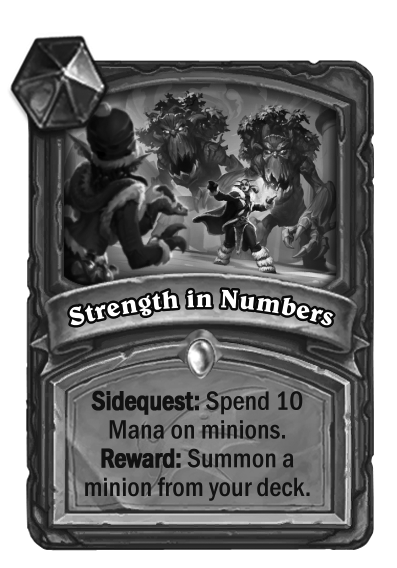 Strength in Numbers
Sidequest: Spend 10
Mana on minions.
Reward: Summon a
minion from your deck.